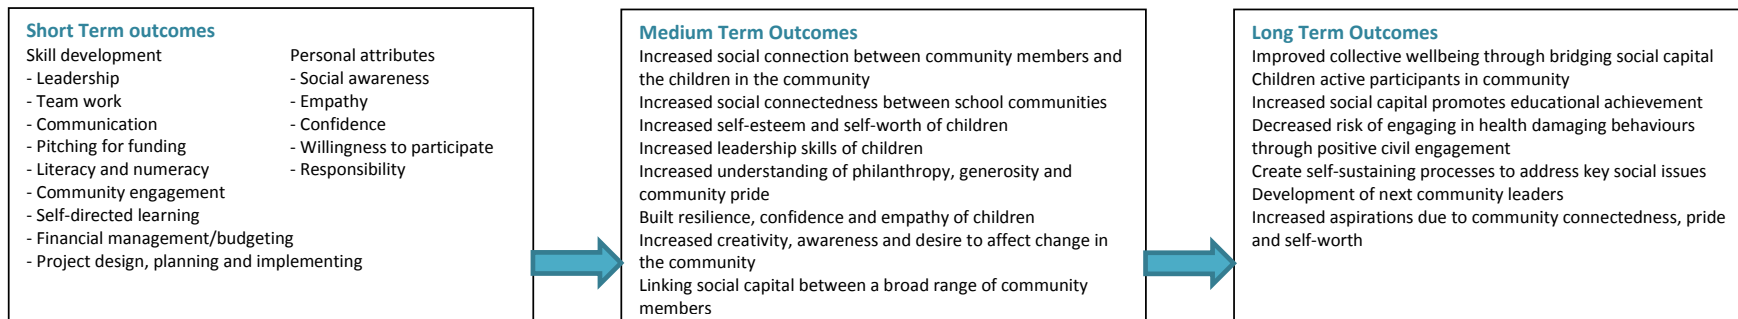 Short Term outcomes
Skill development
- Leadership
- Team work
- Communication
- Pitching for funding
- Literacy and numeracy
- Community engagement
- Self-directed learning
- Financial management/budgeting
- Project design, planning and implementing
Personal attributes
- Social awareness
- Empathy
- Confidence
- Willingness to participate
- Responsibility
Medium Term Outcomes
Increased social connection between community members and
the children in the community
Increased social connectedness between school communities
Increased self-esteem and self-worth of children
Increased leadership skills of children
Increased understanding of philanthropy, generosity and
community pride
Built resilience, confidence and empathy of children
Increased creativity, awareness and desire to affect change in
the community
Linking social capital between a broad range of community
members
Long Term Outcomes
Improved collective wellbeing through bridging social capital
Children active participants in community
Increased social capital promotes educational achievement
Decreased risk of engaging in health damaging behaviours
through positive civil engagement
Create self-sustaining processes to address key social issues
Development of next community leaders
Increased aspirations due to community connectedness, pride
and self-worth